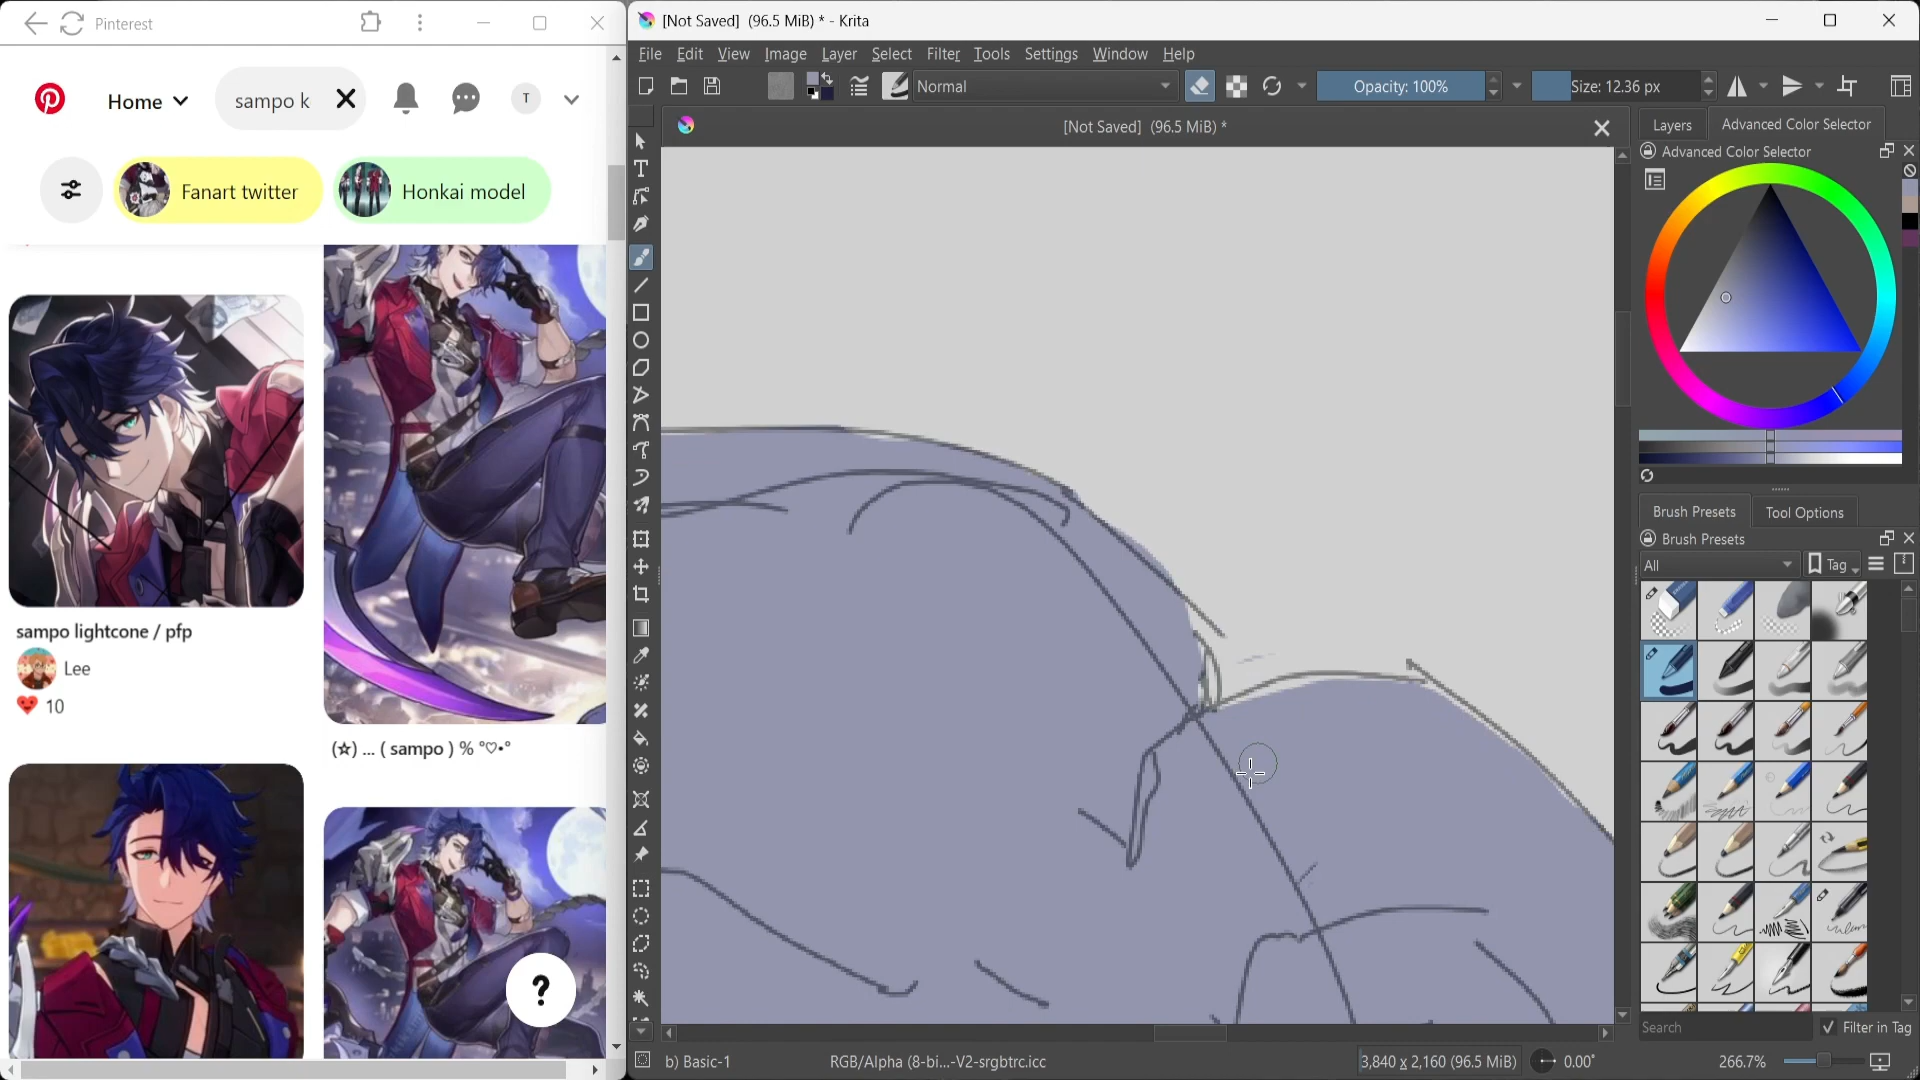 Pinterest
Home
sampo k
T
Fanart twitter
Honkai model
sampo lightcone / pfp
Lee
10
(☆) ... ( sampo ) % °♡•°
?
[Not Saved] (96.5 MiB) * - Krita
File Edit View Image Layer Select Filter Tools Settings Window Help
Normal
Opacity: 100%
Size: 12.36 px
[Not Saved] (96.5 MiB) *
Layers
Advanced Color Selector
Advanced Color Selector
Brush Presets
Tool Options
Brush Presets
All
Tag
Search
Filter in Tag
b) Basic-1
RGB/Alpha (8-bi...-V2-srgbtrc.icc
3,840 x 2,160 (96.5 MiB)
0.00°
266.7%